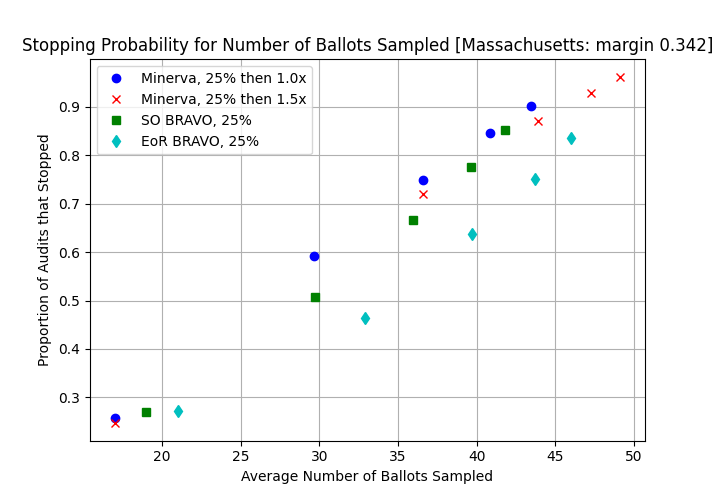 Stopping Probability for Number of Ballots Sampled [Massachusetts: margin 0.342]
Minerva, 25% then 1.0x
Minerva, 25% then 1.5x
SO BRAVO, 25%
EoR BRAVO, 25%
Proportion of Audits that Stopped
0.9
0.8
0.7
0.6
0.5
0.4
0.3
20 25 30 35 40 45 50
Average Number of Ballots Sampled